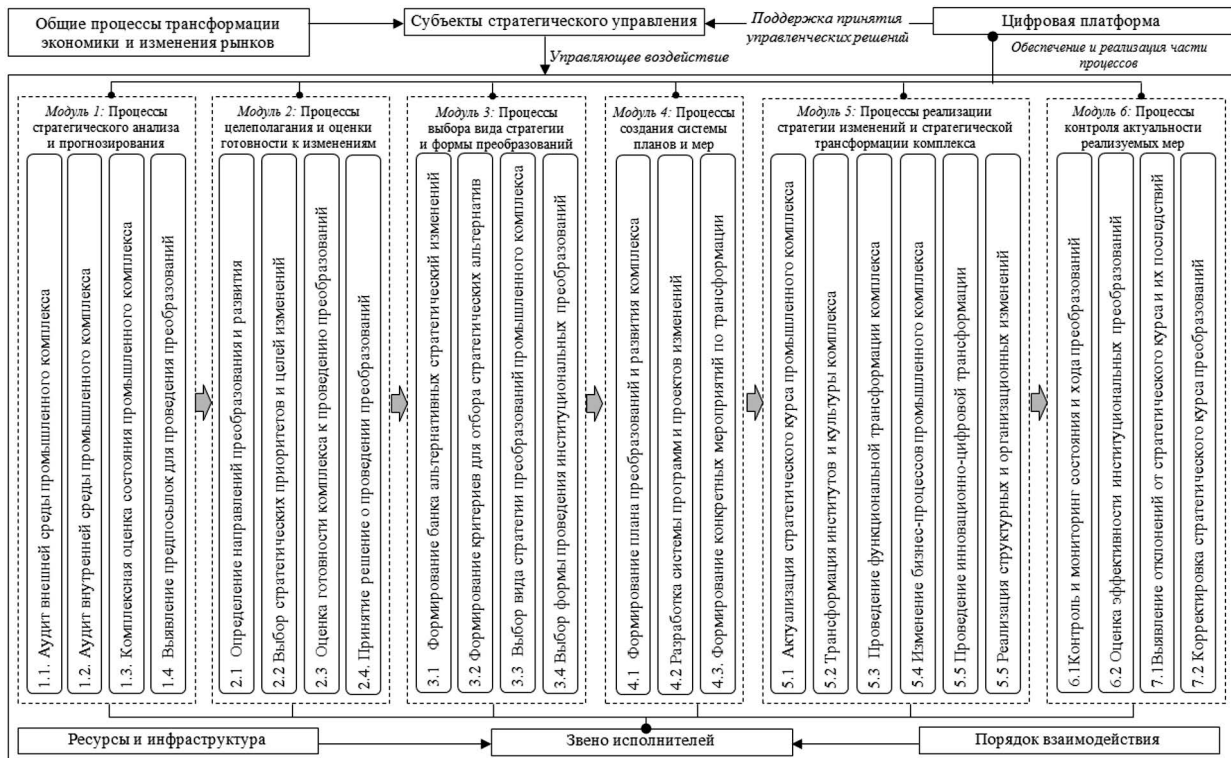 Общие процессы трансформации
экономики и изменения рынков
Субъекты стратегического управления
Поддержка принятия
управленческих решений
Цифровая платформа
Управляющее воздействие
Обеспечение и реализация части
процессов
Модуль 1: Процессы
стратегического анализа
и прогнозирования
1.1. Аудит внешней среды промышленного комплекса
1.2. Аудит внутренней среды промышленного комплекса
1.3. Комплексная оценка состояния промышленного комплекса
1.4 Выявление предпосылок для проведения преобразований
Модуль 2: Процессы
целеполагания и оценки
готовности к изменениям
2.1 Определение направлений преобразования и развития
2.2 Выбор стратегических приоритетов и целей изменений
2.3 Оценка готовности комплекса к проведению преобразований
2.4. Принятие решение о проведении преобразований
Модуль 3: Процессы
выбора вида стратегии
и формы преобразований
3.1 Формирование банка альтернативных стратегий изменений
3.2 Формирование критериев для отбора стратегических альтернатив
3.3 Выбор вида стратегии преобразований промышленного комплекса
3.4 Выбор формы проведения институциональных преобразований
Модуль 4: Процессы
создания системы
планов и мер
4.1 Формирование плана преобразований и развития комплекса
4.2 Разработка системы программ и проектов изменений
4.3. Формирование конкретных мероприятий по трансформации
Модуль 5: Процессы реализации
стратегии изменений и стратегической
трансформации комплекса
5.1 Актуализация стратегического курса промышленного комплекса
5.2 Трансформация институтов и культуры комплекса
5.3 Проведение функциональной трансформации комплекса
5.4 Изменение бизнес-процессов промышленного комплекса
5.5 Проведение инновационно-цифровой трансформации
5.5 Реализация структурных и организационных изменений
Модуль 6: Процессы
контроля актуальности
реализуемых мер
6.1 Контроль и мониторинг состояния и хода преобразований
6.2 Оценка эффективности институциональных преобразований
7.1 Выявление отклонений от стратегического курса и их последствий
7.2 Корректировка стратегического курса преобразований
Ресурсы и инфраструктура
Звено исполнителей
Порядок взаимодействия